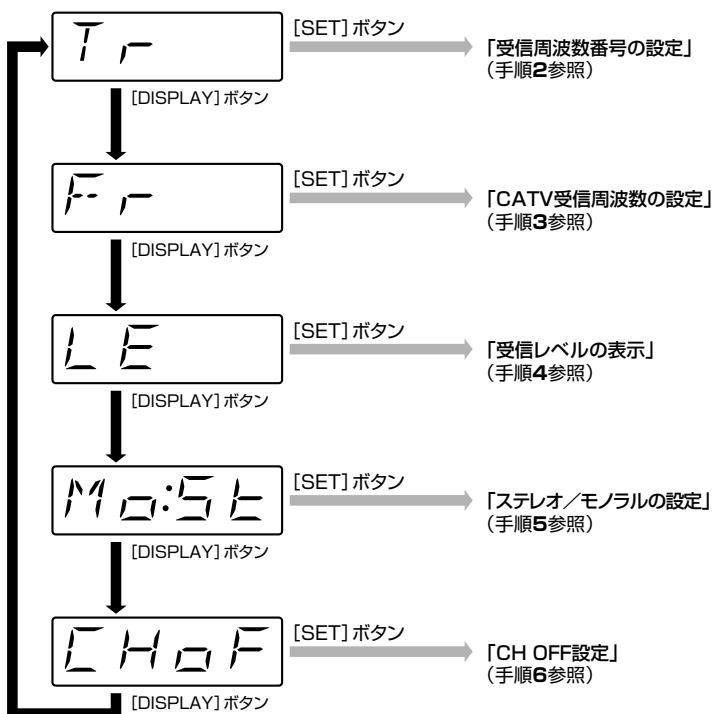 Tr
[SET]ボタン
「受信周波数番号の設定」
（手順2参照）
[DISPLAY]ボタン
Fr
[SET]ボタン
「CATV受信周波数の設定」
（手順3参照）
[DISPLAY]ボタン
LE
[SET]ボタン
「受信レベルの表示」
（手順4参照）
[DISPLAY]ボタン
Mo:St
[SET]ボタン
「ステレオ／モノラルの設定」
（手順5参照）
[DISPLAY]ボタン
CHoF
[SET]ボタン
「CH OFF設定」
（手順6参照）
[DISPLAY]ボタン